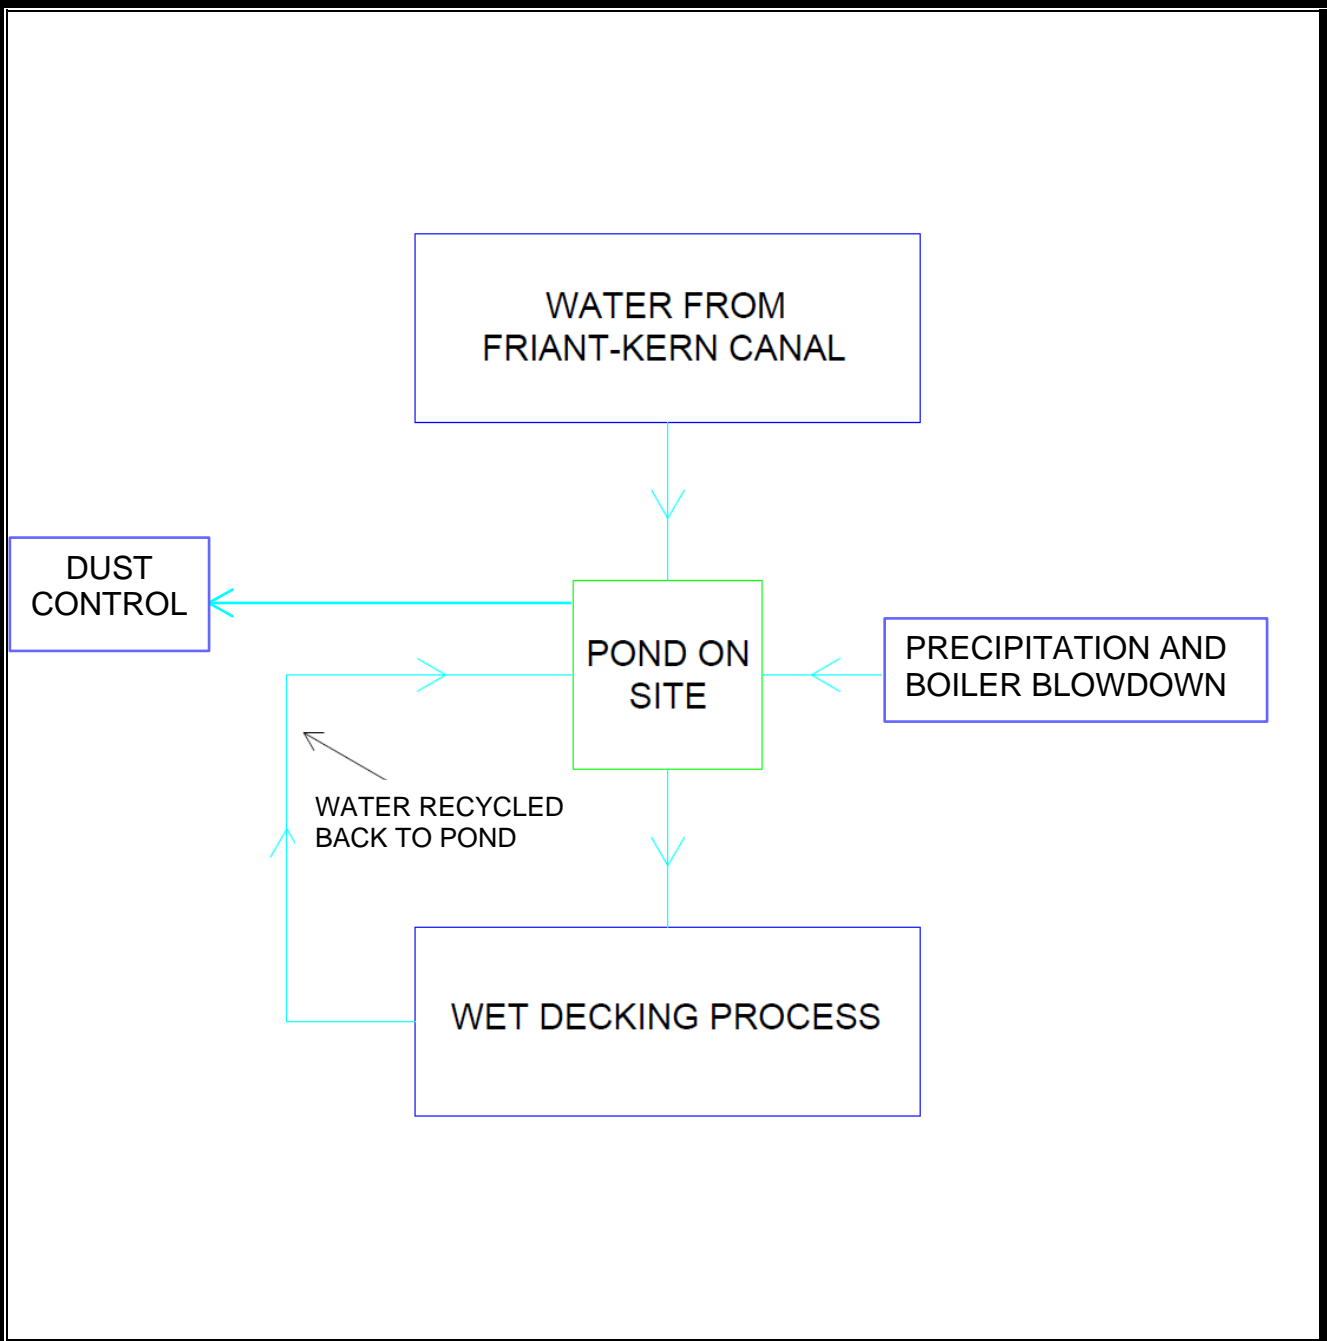 WATER FROM
FRIANT-KERN CANAL
DUST
CONTROL
POND ON
SITE
PRECIPITATION AND
BOILER BLOWDOWN
WATER RECYCLED
BACK TO POND
WET DECKING PROCESS